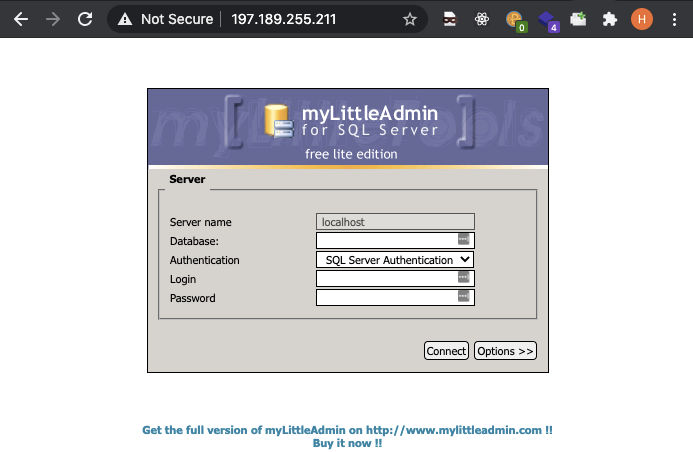 Not Secure | 197.189.255.211
0
4
H
myLittleTools
myLittleAdmin
for SQL Server
free lite edition
Server
Server name localhost
Database:
Authentication SQL Server Authentication
Login
Password
Connect Options >>
Get the full version of myLittleAdmin on http://www.mylittleadmin.com !!
Buy it now !!